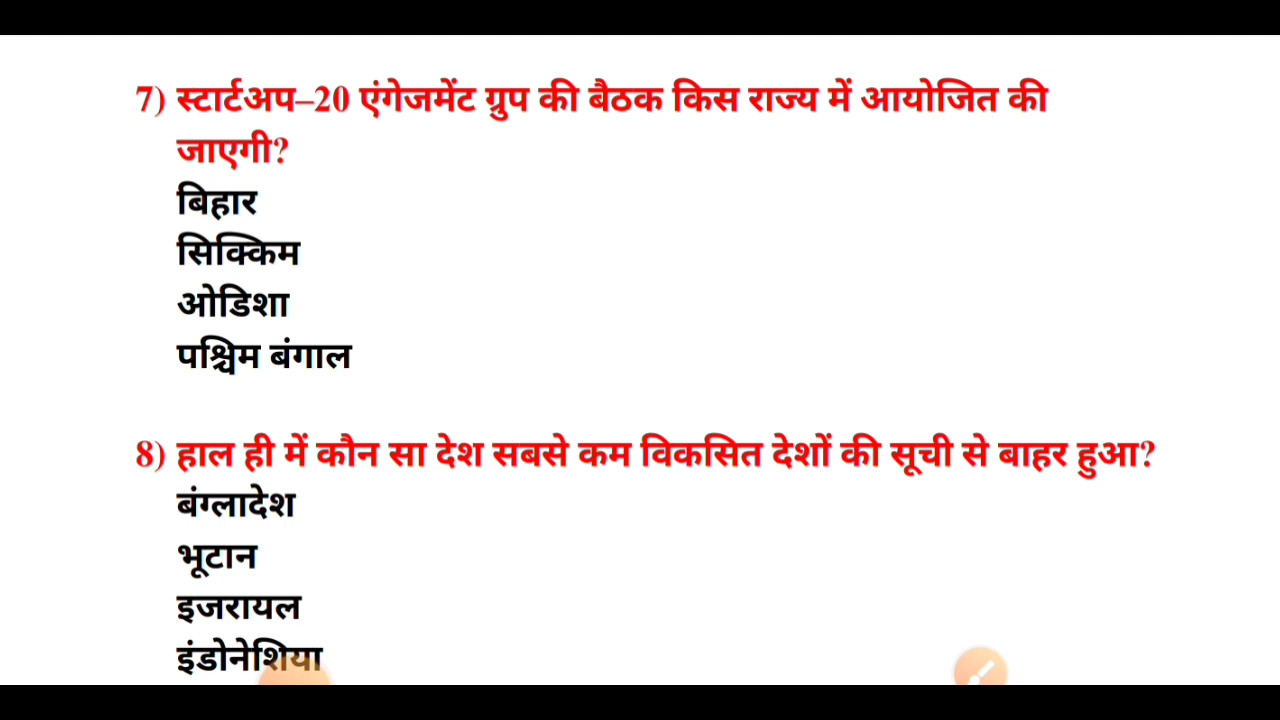 7) स्टार्टअप–20 एंगेजमेंट ग्रुप की बैठक किस राज्य में आयोजित की
जाएगी?
बिहार
सिक्किम
ओडिशा
पश्चिम बंगाल
8) हाल ही में कौन सा देश सबसे कम विकसित देशों की सूची से बाहर हुआ?
बंग्लादेश
भूटान
इजरायल
इंडोनेशिया